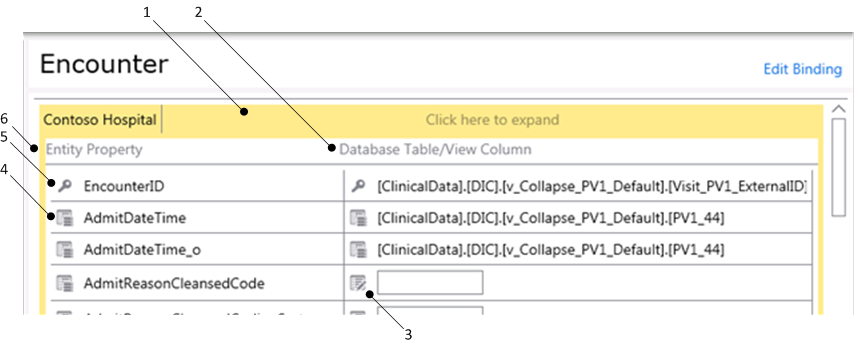 1 2
Encounter
Edit Binding
Contoso Hospital Click here to expand
6 Entity Property Database Table/View Column
5 EncounterID [ClinicalData].[DIC].[v_Collapse_PV1_Default].[Visit_PV1_ExternalID]
4 AdmitDateTime [ClinicalData].[DIC].[v_Collapse_PV1_Default].[PV1_44]
AdmitDateTime_o [ClinicalData].[DIC].[v_Collapse_PV1_Default].[PV1_44]
AdmitReasonCleansedCode
3